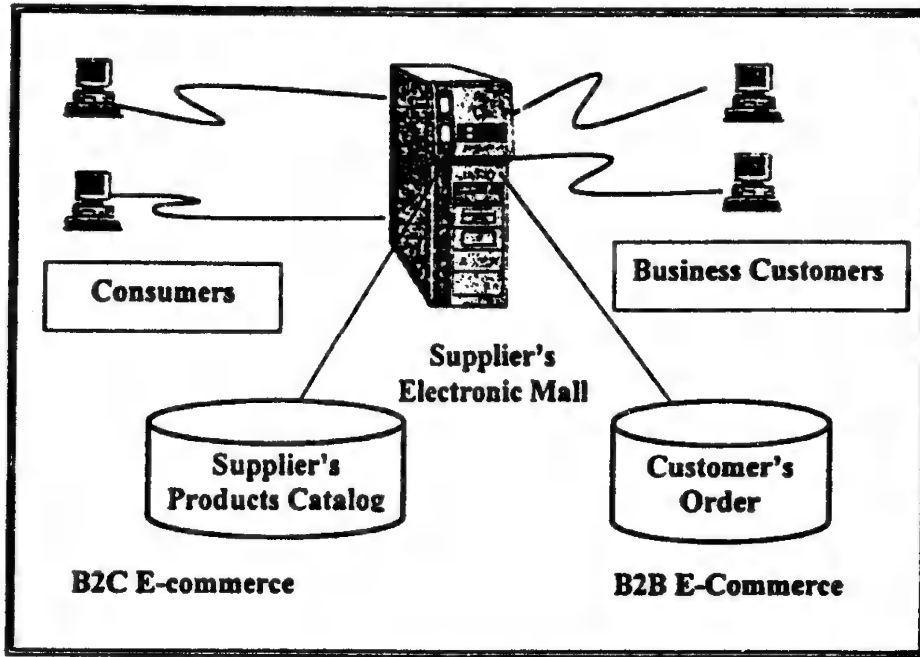 Consumers
Business Customers
Supplier's
Electronic Mall
Supplier's
Products Catalog
Customer's
Order
B2C E-commerce
B2B E-Commerce